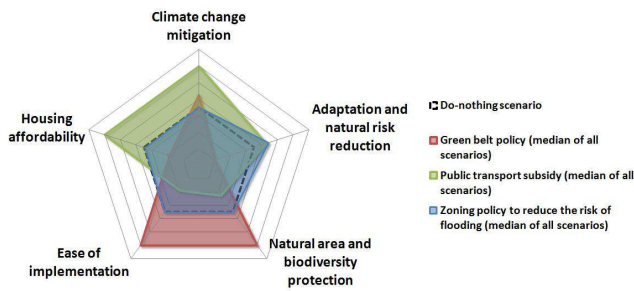 Climate change
mitigation
Adaptation and
natural risk
reduction
Housing
affordability
Ease of
implementation
Natural area and
biodiversity
protection
Do-nothing scenario
Green belt policy (median of all
scenarios)
Public transport subsidy (median of all
scenarios)
Zoning policy to reduce the risk of
flooding (median of all scenarios)